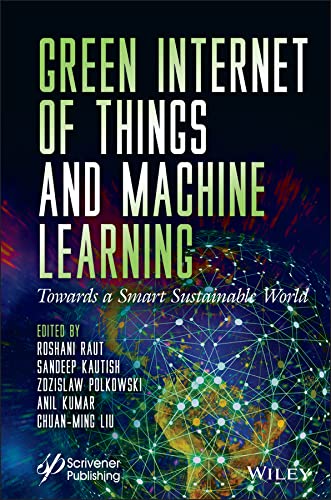 GREEN INTERNET
OF THINGS
AND MACHINE
LEARNING
Towards a Smart Sustainable World
EDITED BY
ROSHANI RAUT
SANDEEP KAUTISH
ZDZISLAW POLKOWSKI
ANIL KUMAR
CHUAN-MING LIU
Scrivener
Publishing
WILEY